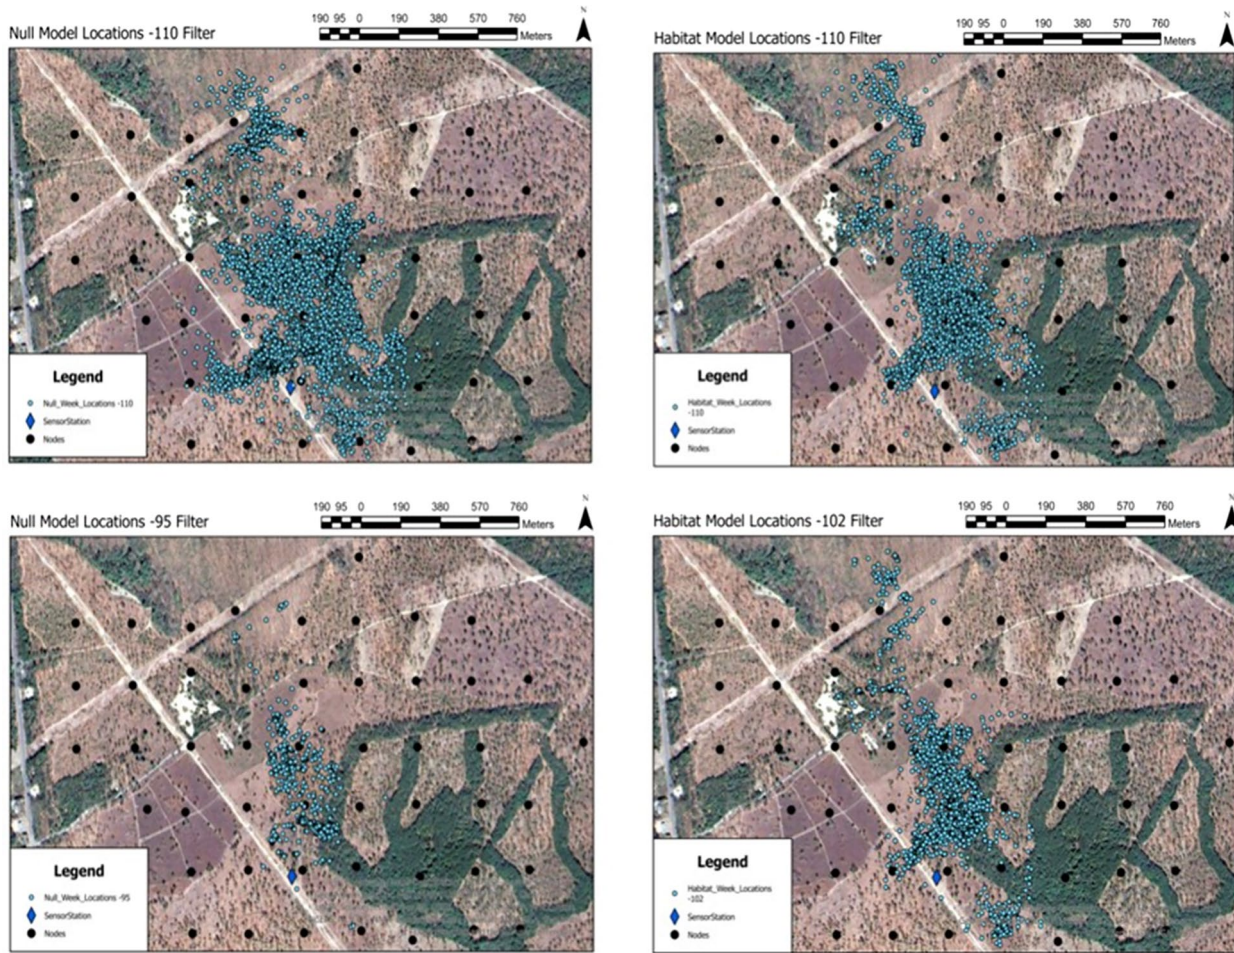 190 95 0 190 380 570 760
Meters
N
Null Model Locations -110 Filter
Legend
Null_Week_Locations -110
SensorStation
Nodes
190 95 0 190 380 570 760
Meters
N
Habitat Model Locations -110 Filter
Legend
Habitat_Week_Locations
-110
SensorStation
Nodes
190 95 0 190 380 570 760
Meters
N
Null Model Locations -95 Filter
Legend
Null_Week_Locations -95
SensorStation
Nodes
190 95 0 190 380 570 760
Meters
N
Habitat Model Locations -102 Filter
Legend
Habitat_Week_Locations
-102
SensorStation
Nodes